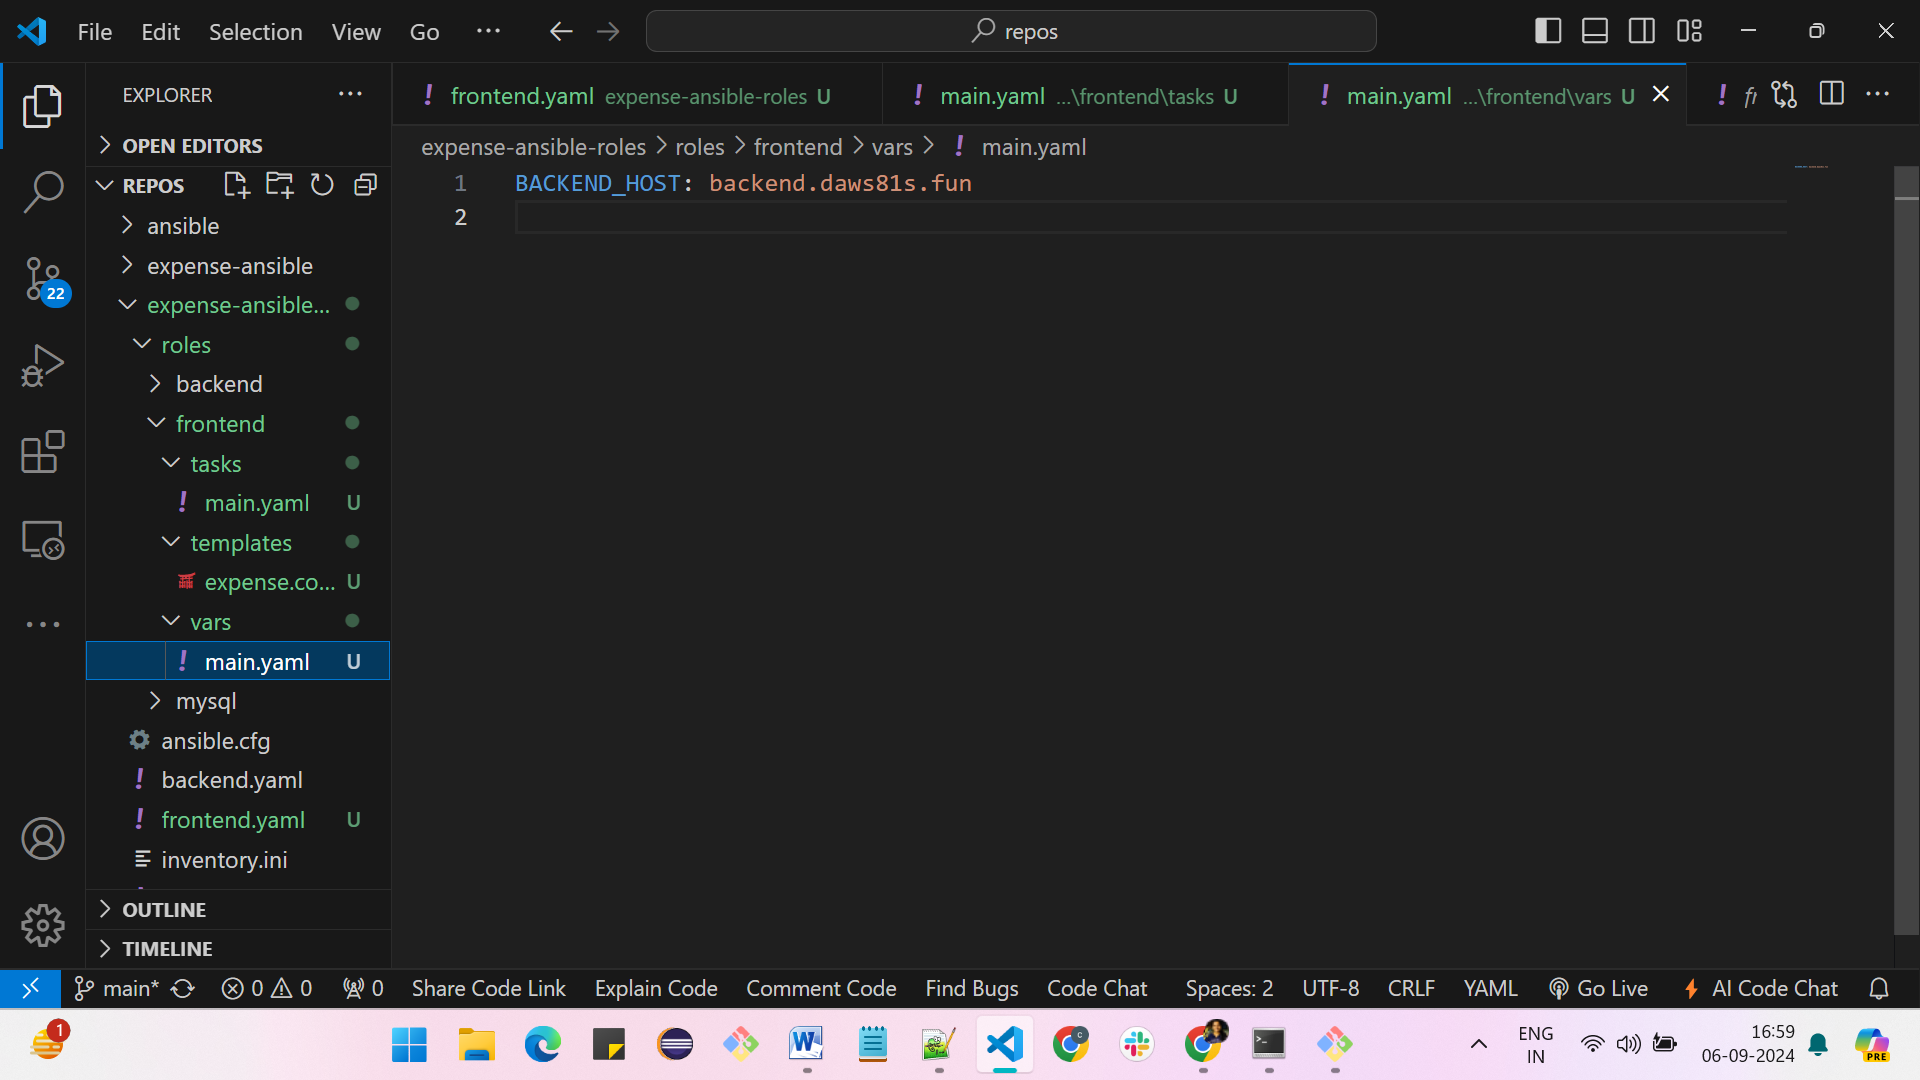 File Edit Selection View Go ... repos
EXPLORER ...
OPEN EDITORS
REPOS
ansible
expense-ansible
expense-ansible...
roles
backend
frontend
tasks
! main.yaml U
templates
expense.co... U
vars
! main.yaml U
mysql
ansible.cfg
! backend.yaml
! frontend.yaml U
inventory.ini
OUTLINE
TIMELINE
! frontend.yaml expense-ansible-roles U
! main.yaml ...\frontend\tasks U
! main.yaml ...\frontend\vars U
!
expense-ansible-roles > roles > frontend > vars > ! main.yaml
1 BACKEND_HOST: backend.daws81s.fun
2
22
main* 0 0 0 Share Code Link Explain Code Comment Code Find Bugs Code Chat Spaces: 2 UTF-8 CRLF YAML Go Live AI Code Chat
1
W
C
PRE
ENG
IN
16:59
06-09-2024